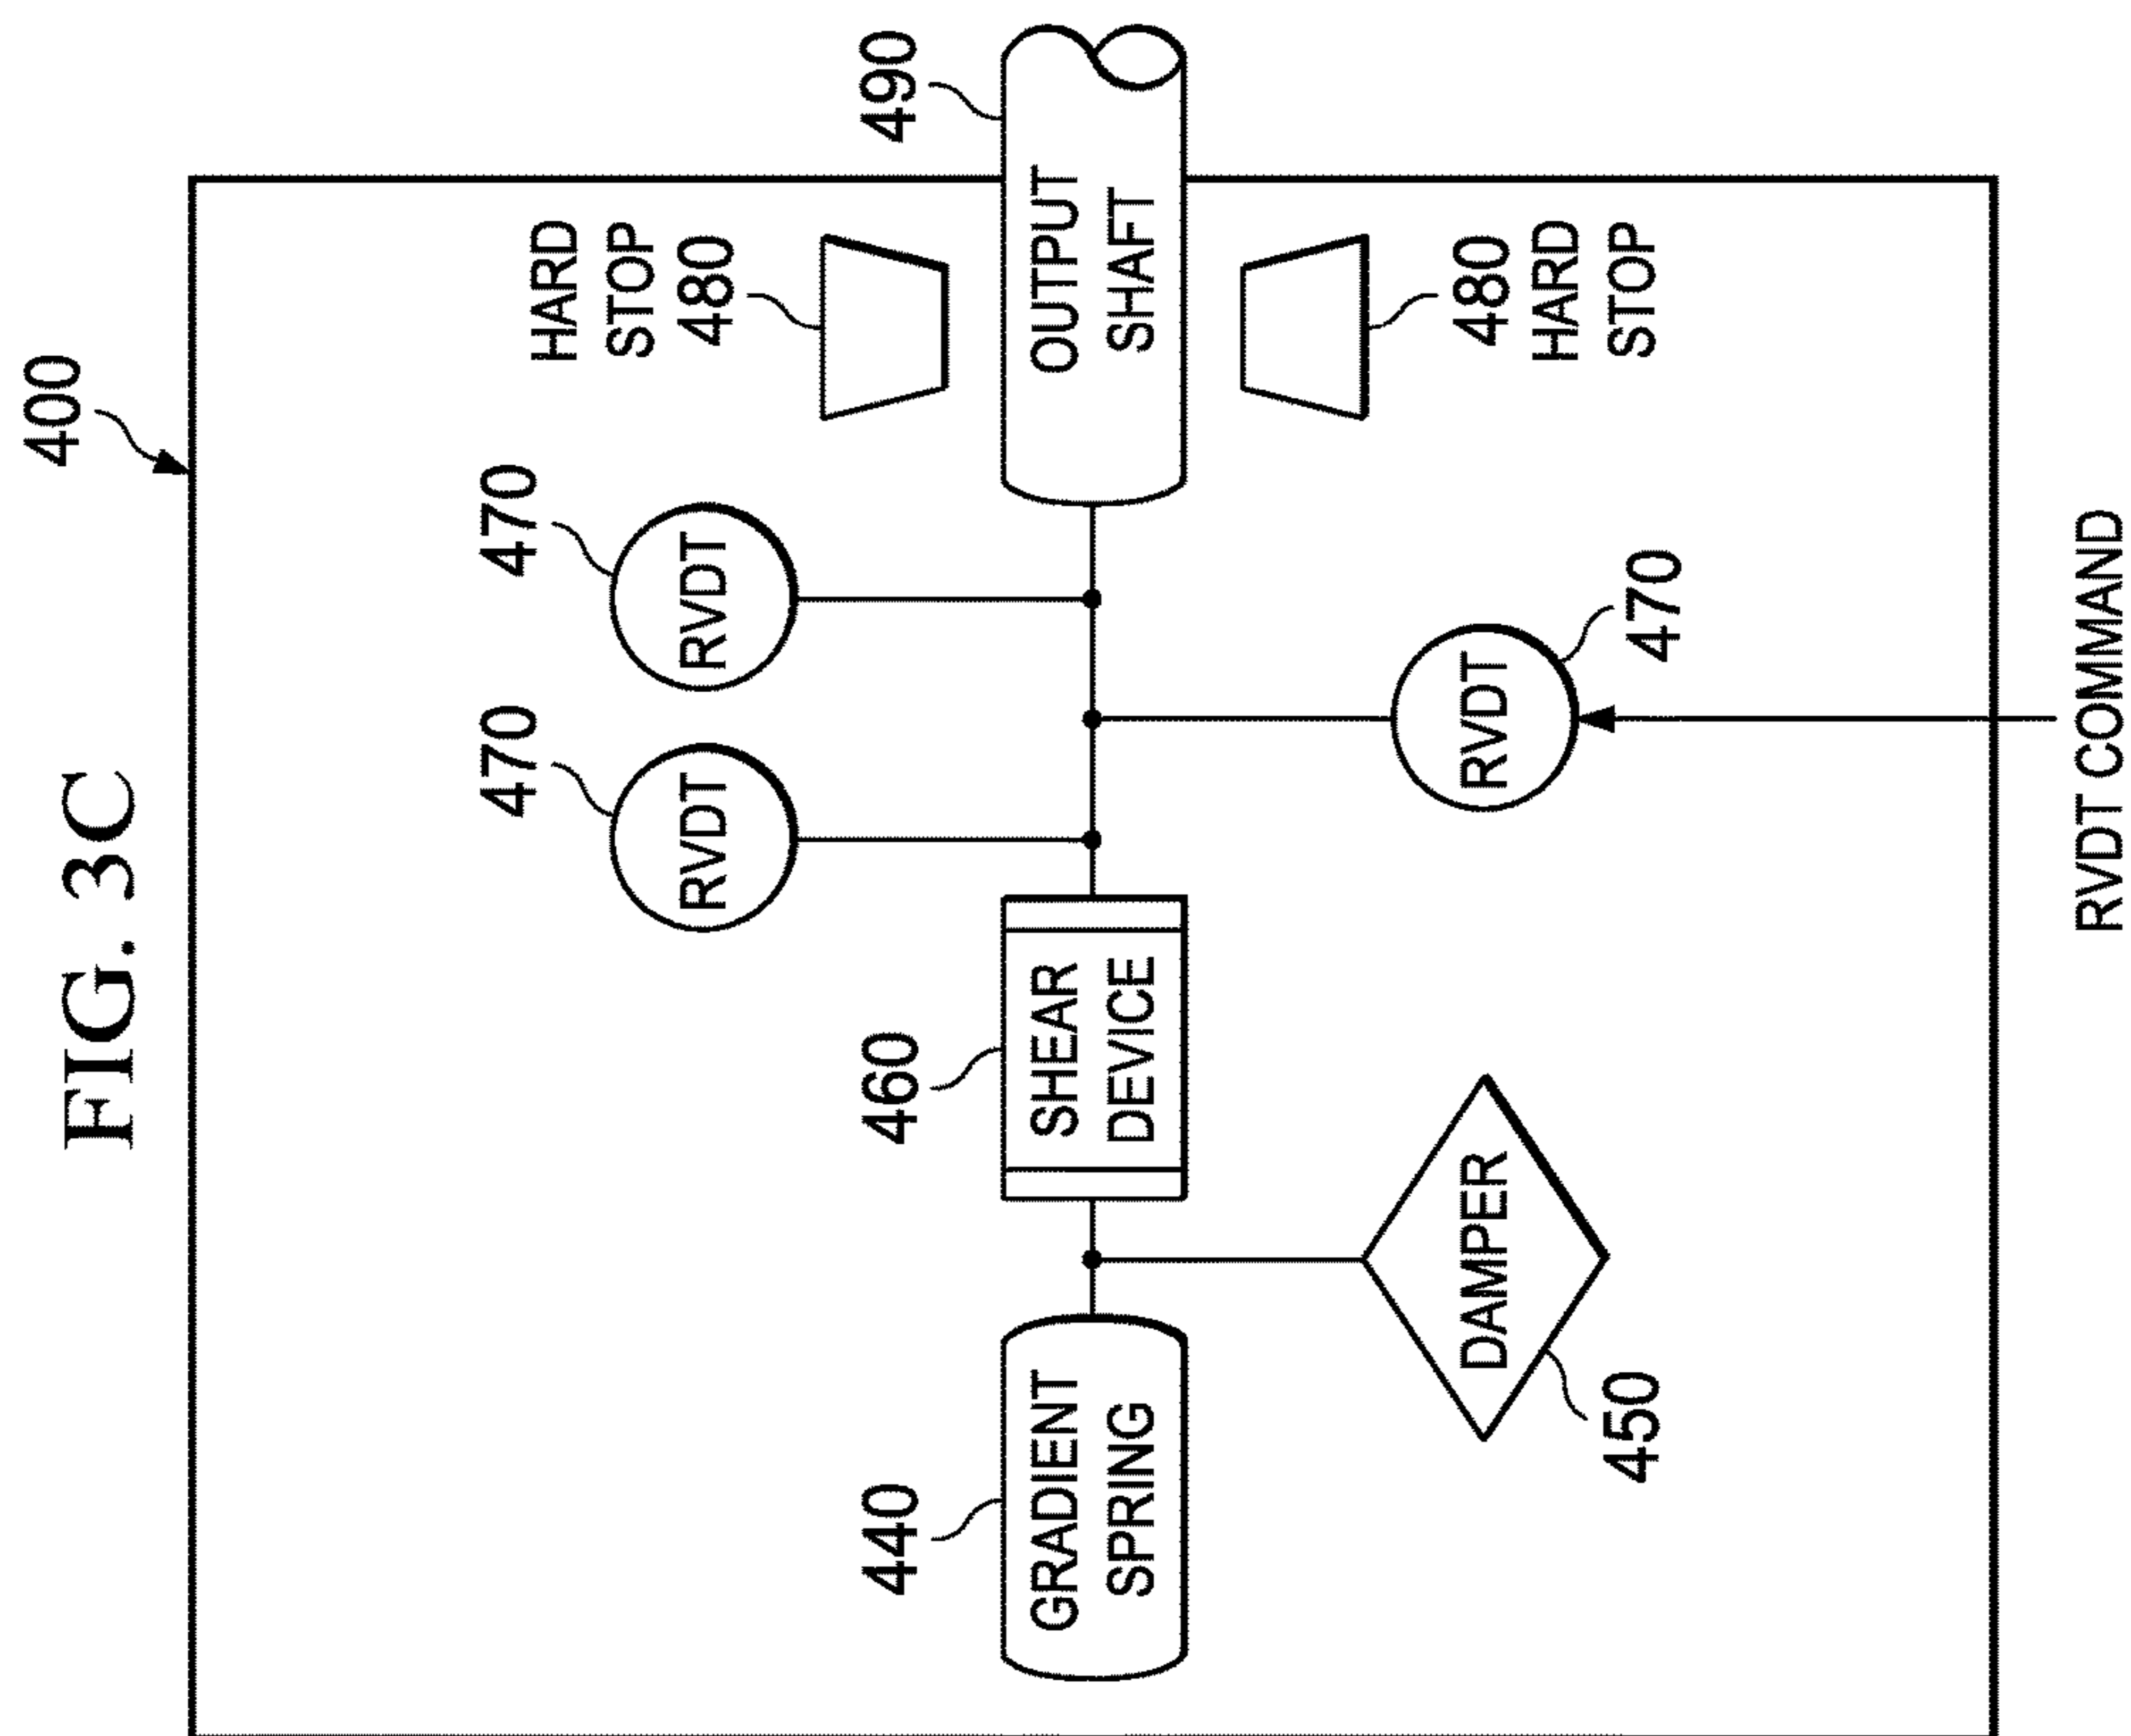 FIG. 3C
400
470
470
HARD
STOP
480
RVDT
RVDT
440
460
490
GRADIENT
SPRING
SHEAR
DEVICE
OUTPUT
SHAFT
DAMPER
450
RVDT
470
480
HARD
STOP
RVDT COMMAND